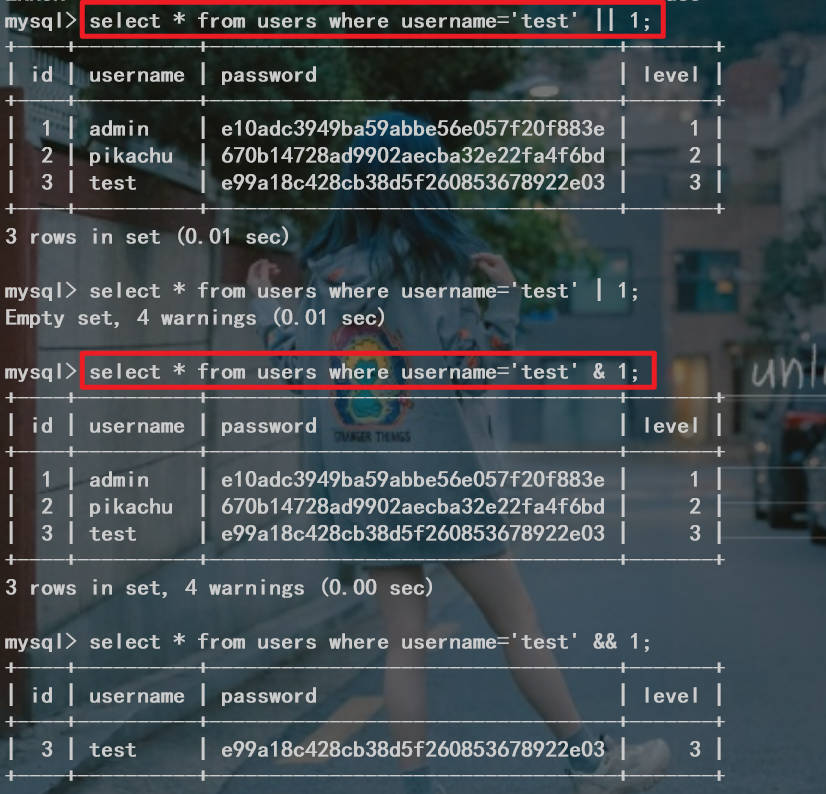 mysql> select * from users where username='test' || 1;
+----+----------+----------------------------------+-------+
| id | username | password                         | level |
+----+----------+----------------------------------+-------+
| 1 | admin | e10adc3949ba59abbe56e057f20f883e | 1 |
| 2 | pikachu | 670b14728ad9902aecba32e22fa4f6bd | 2 |
| 3 | test | e99a18c428cb38d5f260853678922e03 | 3 |
+----+----------+----------------------------------+-------+
3 rows in set (0.01 sec)
mysql> select * from users where username='test' | 1;
Empty set, 4 warnings (0.01 sec)
mysql> select * from users where username='test' & 1;
+----+----------+----------------------------------+-------+
| id | username | password                         | level |
+----+----------+----------------------------------+-------+
| 1 | admin | e10adc3949ba59abbe56e057f20f883e | 1 |
| 2 | pikachu | 670b14728ad9902aecba32e22fa4f6bd | 2 |
| 3 | test | e99a18c428cb38d5f260853678922e03 | 3 |
+----+----------+----------------------------------+-------+
3 rows in set, 4 warnings (0.00 sec)
mysql> select * from users where username='test' && 1;
+----+----------+----------------------------------+-------+
| id | username | password                         | level |
+----+----------+----------------------------------+-------+
| 3 | test | e99a18c428cb38d5f260853678922e03 | 3 |
+----+----------+----------------------------------+-------+